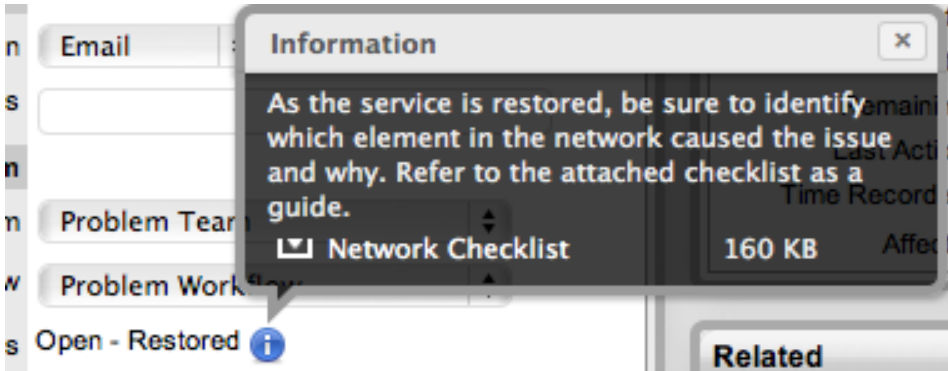 n Email
Information
s
As the service is restored, be sure to identify
which element in the network caused the issue
and why. Refer to the attached checklist as a
guide.
Network Checklist 160 KB
Remaini
Last Acti
Time Record
Affec
m Problem Team
w Problem Workflow
s Open - Restored
Related